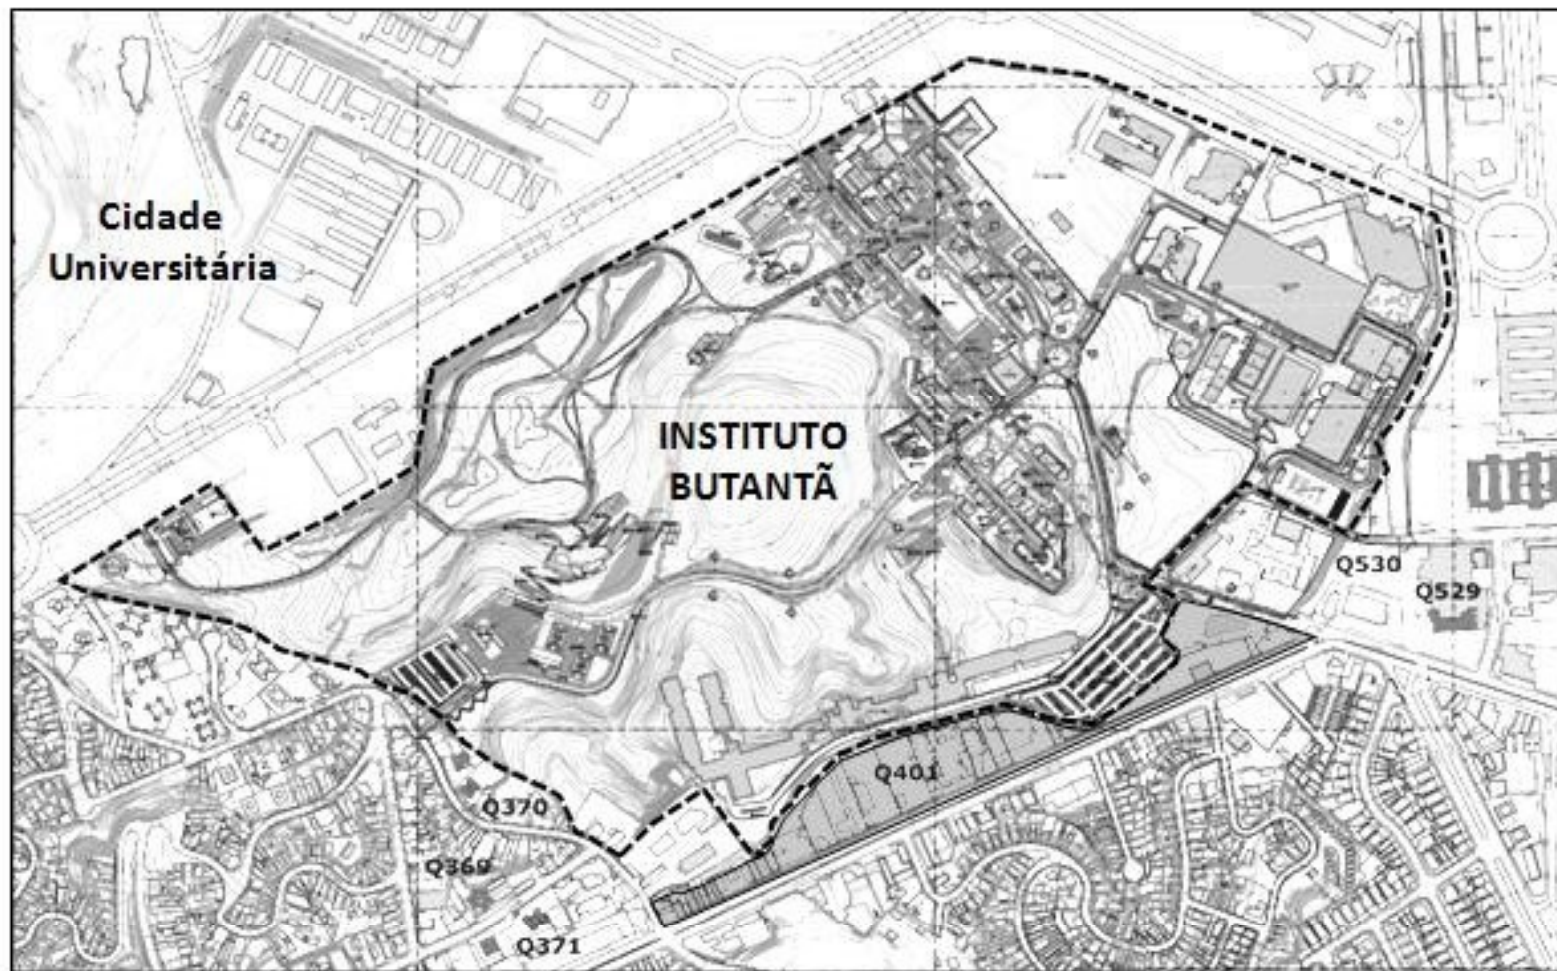 Cidade
Universitária
INSTITUTO
BUTANTÃ
Q530
Q529
Q401
Q370
Q369
Q371